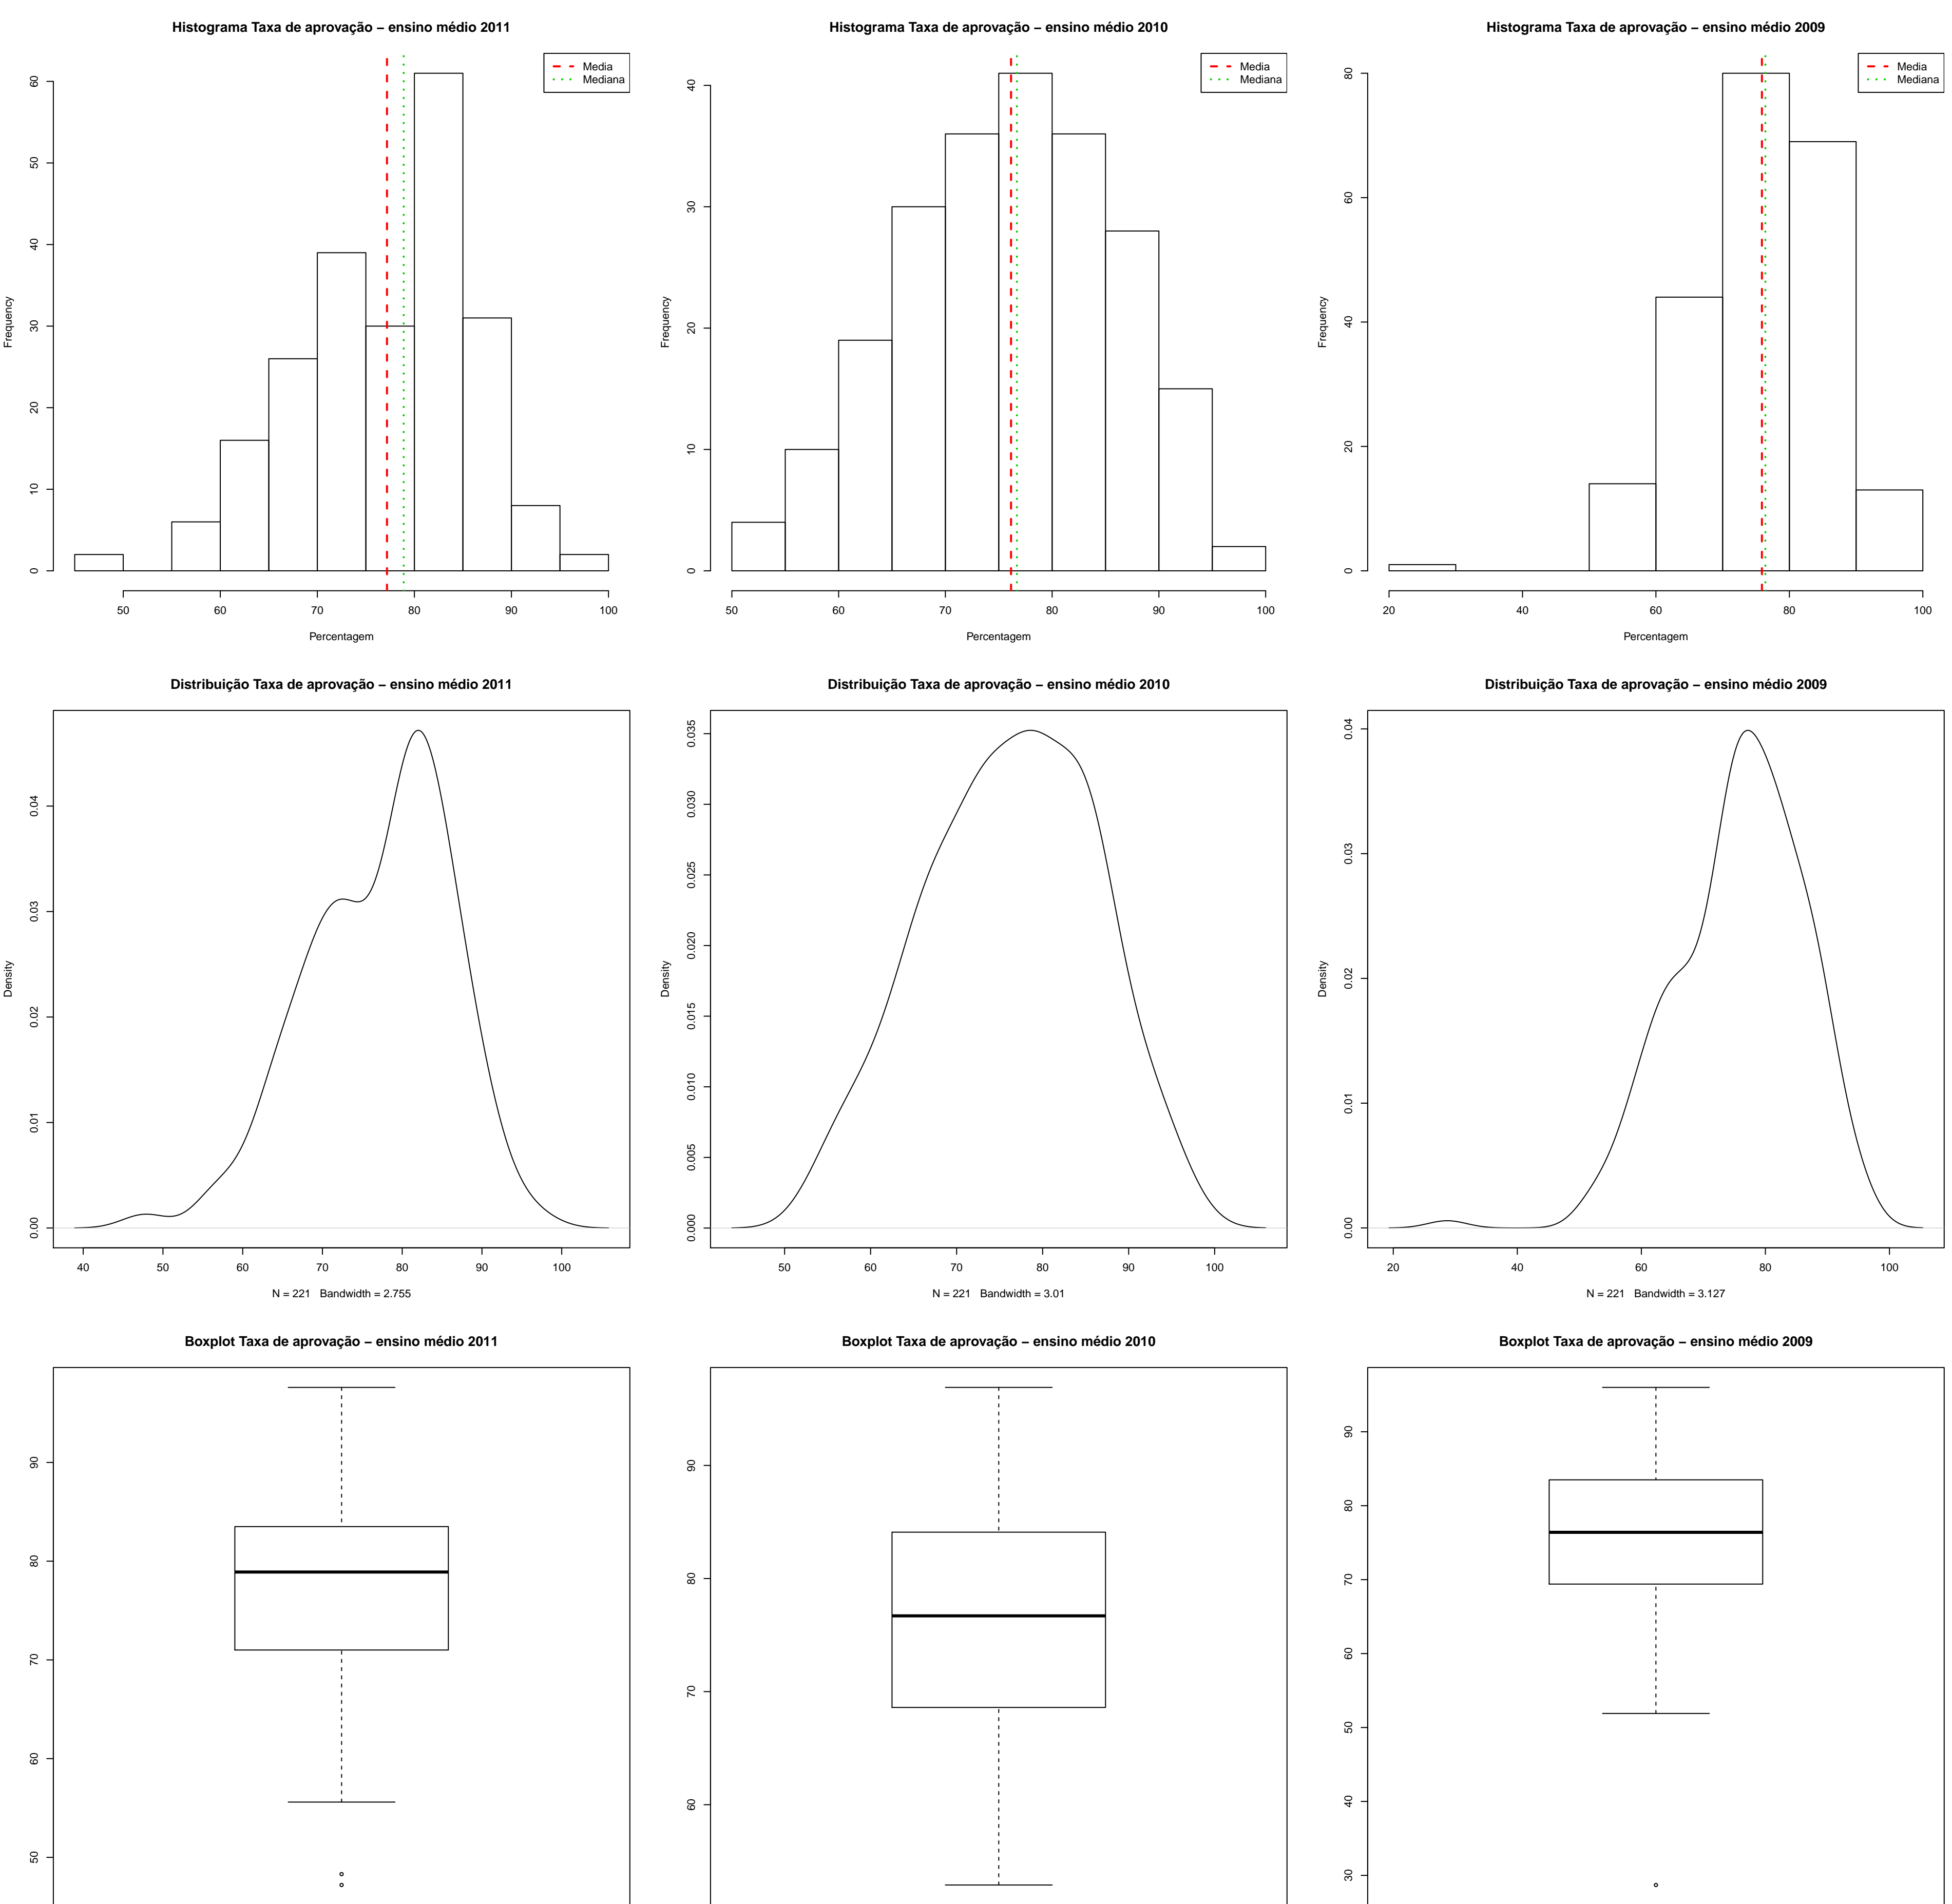 Histograma Taxa de aprovação – ensino médio 2011
Media
Mediana
Frequency
0 10 20 30 40 50 60
50 60 70 80 90 100
Percentagem
Histograma Taxa de aprovação – ensino médio 2010
Media
Mediana
Frequency
0 10 20 30 40
50 60 70 80 90 100
Percentagem
Histograma Taxa de aprovação – ensino médio 2009
Media
Mediana
Frequency
0 20 40 60 80
20 40 60 80 100
Percentagem
Distribuição Taxa de aprovação – ensino médio 2011
Density
0.00 0.01 0.02 0.03 0.04
40 50 60 70 80 90 100
N = 221 Bandwidth = 2.755
Distribuição Taxa de aprovação – ensino médio 2010
Density
0.000 0.005 0.010 0.015 0.020 0.025 0.030 0.035
50 60 70 80 90 100
N = 221 Bandwidth = 3.01
Distribuição Taxa de aprovação – ensino médio 2009
Density
0.00 0.01 0.02 0.03 0.04
20 40 60 80 100
N = 221 Bandwidth = 3.127
Boxplot Taxa de aprovação – ensino médio 2011
50 60 70 80 90
Boxplot Taxa de aprovação – ensino médio 2010
60 70 80 90
Boxplot Taxa de aprovação – ensino médio 2009
30 40 50 60 70 80 90